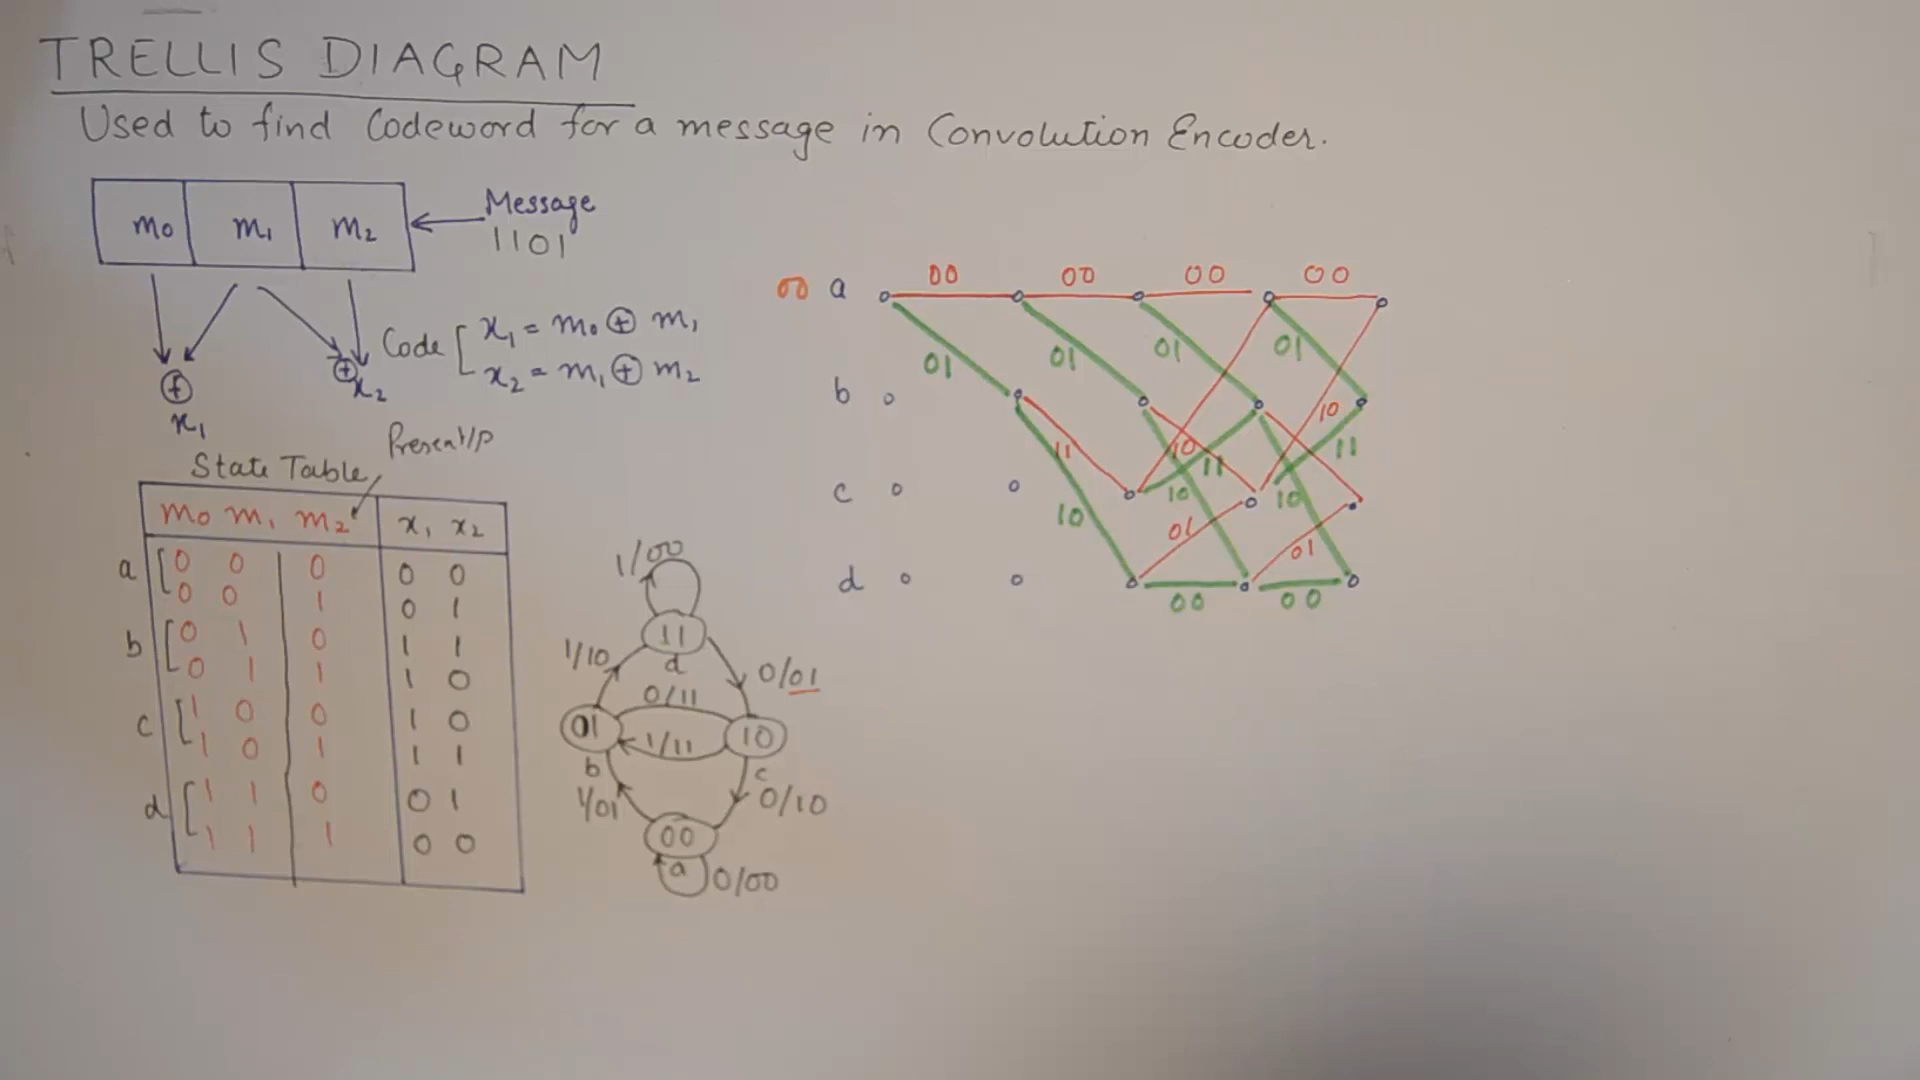 TRELLIS DIAGRAM
Used to find Codeword for a message in Convolution Encoder.
m0 m1 m2
Message
1101
Code [ x1 = m0 ⊕ m1
x2 = m1 ⊕ m2
⊕ ⊕
x1 x2
Present i/p
State Table
m0 m1 m2 x1 x2
a 0 0 0 0 0
0 0 1 0 1
b 0 1 0 1 1
0 1 1 1 0
c 1 0 0 1 0
1 0 1 1 1
d 1 1 0 0 1
1 1 1 0 0
1/00
11
d
1/10 0/01
0/11
01 10
1/11
b c
1/01 0/10
00
a 0/00
00 00 00 00
00 a
01 01 01 01
b
10
11 10 11 11
c
10 10 10
01 01
d
00 00